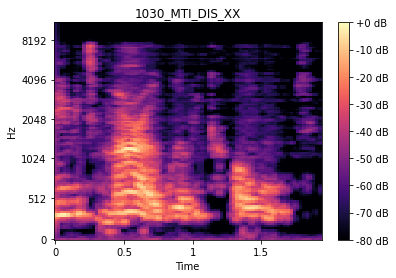 1030_MTI_DIS_XX
+0 dB
8192
-10 dB
4096
-20 dB
-30 dB
2048
Hz
-40 dB
1024
-50 dB
512
-60 dB
-70 dB
0
-80 dB
0 0.5 1 1.5
Time